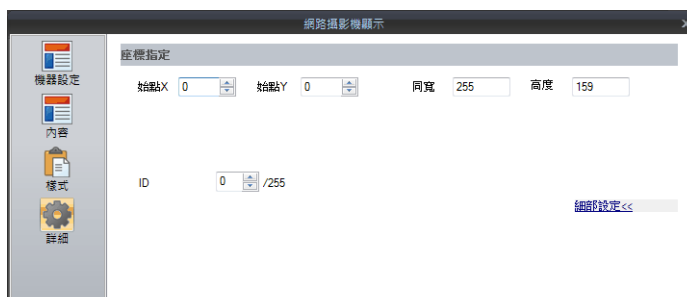 網路攝影機顯示
機器設定
內容
樣式
詳細
座標指定
始點X 0 始點Y 0 同寬 255 高度 159
ID 0 /255
細部設定<<